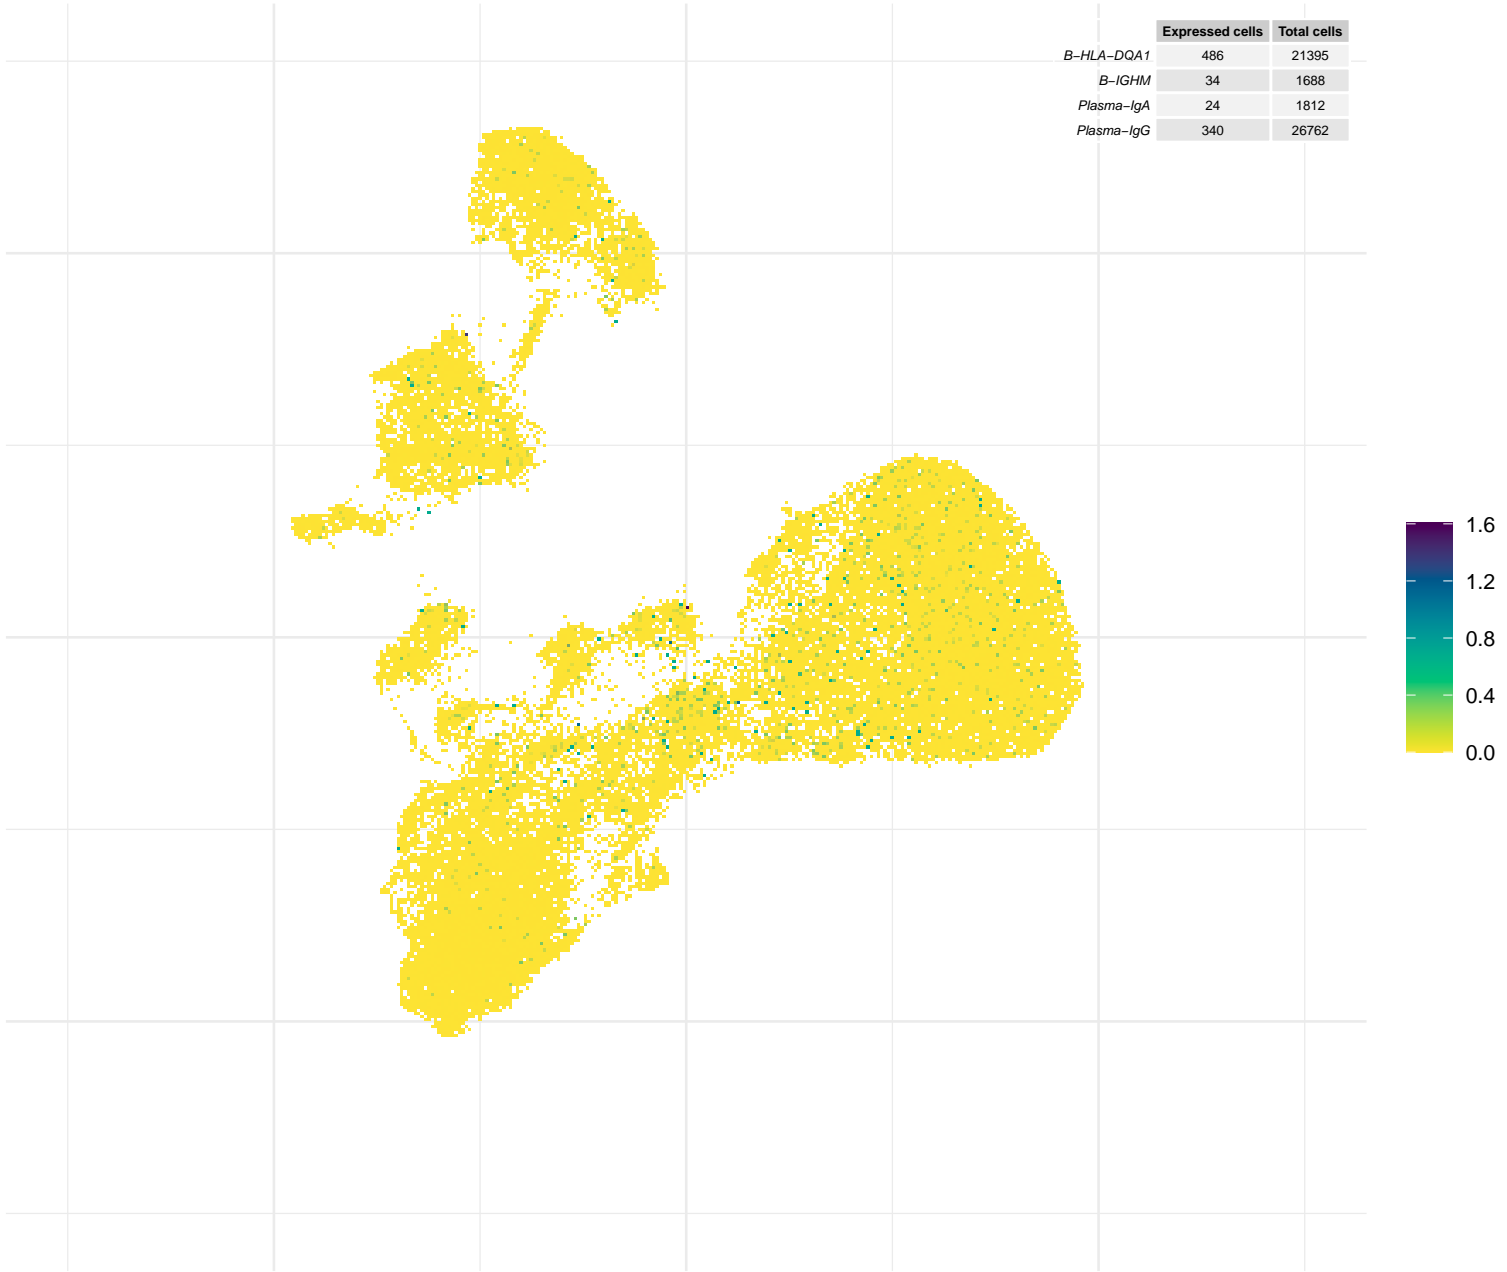 Expressed cells Total cells
B−HLA−DQA1 486 21395
B−IGHM 34 1688
Plasma−IgA 24 1812
Plasma−IgG 340 26762
1.6
1.2
0.8
0.4
0.0